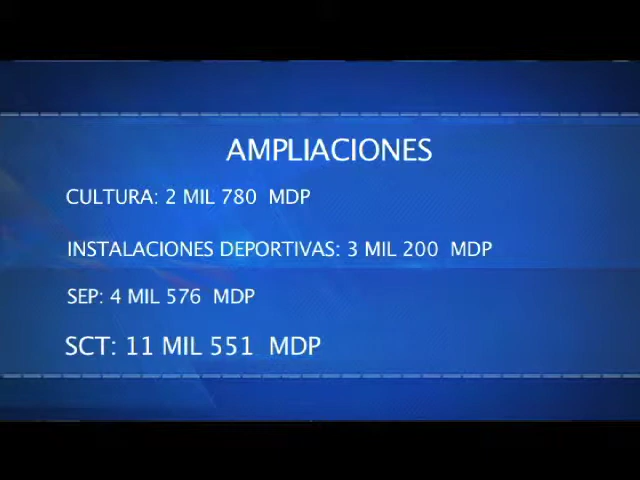 AMPLIACIONES
CULTURA: 2 MIL 780 MDP
INSTALACIONES DEPORTIVAS: 3 MIL 200 MDP
SEP: 4 MIL 576 MDP
SCT: 11 MIL 551 MDP